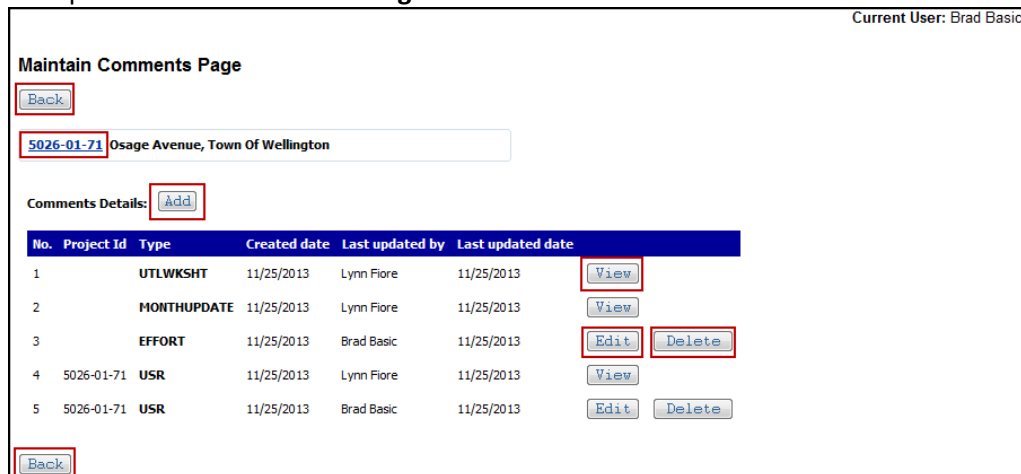 Current User: Brad Basic
Maintain Comments Page
Back
5026-01-71 Osage Avenue, Town Of Wellington
Comments Details: Add
No. Project Id Type Created date Last updated by Last updated date
1 UTLWKSHT 11/25/2013 Lynn Fiore 11/25/2013 View
2 MONTHUPDATE 11/25/2013 Lynn Fiore 11/25/2013 View
3 EFFORT 11/25/2013 Brad Basic 11/25/2013 Edit Delete
4 5026-01-71 USR 11/25/2013 Lynn Fiore 11/25/2013 View
5 5026-01-71 USR 11/25/2013 Brad Basic 11/25/2013 Edit Delete
Back